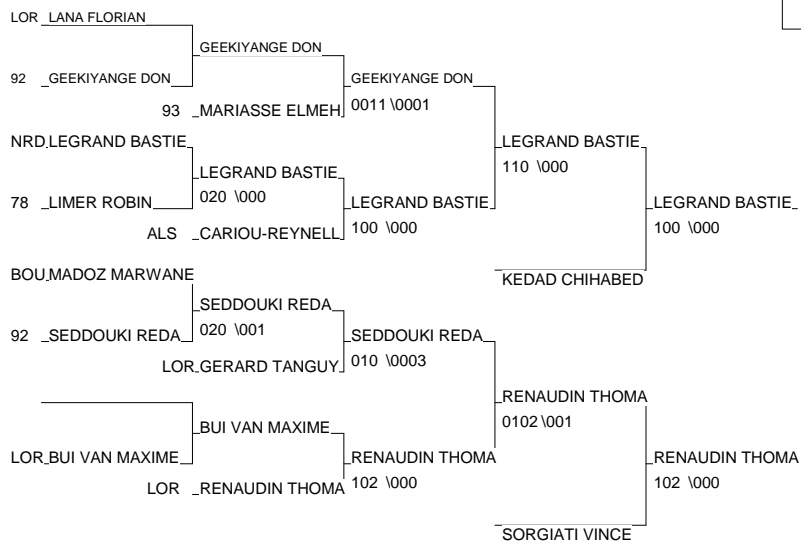 LOR LANA FLORIAN
GEEKIYANGE DON
92 GEEKIYANGE DON
GEEKIYANGE DON
93 MARIASSE ELMEH
0011 \0001
NRD LEGRAND BASTIE
LEGRAND BASTIE
110 \000
LEGRAND BASTIE
020 \000
78 LIMER ROBIN
LEGRAND BASTIE
100 \000
LEGRAND BASTIE
100 \000
ALS CARIOU-REYNELL
BOU MADOZ MARWANE
KEDAD CHIHABED
SEDDOUKI REDA
020 \001
92 SEDDOUKI REDA
SEDDOUKI REDA
010 \0003
LOR GERARD TANGUY
RENAUDIN THOMA
0102 \001
BUI VAN MAXIME
LOR BUI VAN MAXIME
RENAUDIN THOMA
102 \000
RENAUDIN THOMA
102 \000
LOR RENAUDIN THOMA
SORGIATI VINCE